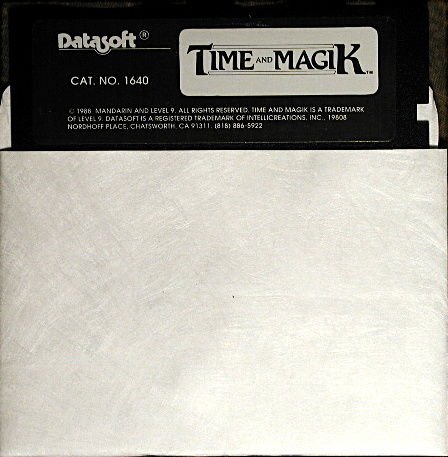 Datasoft®
TIME AND MAGIK™
CAT. NO. 1640
© 1988 MANDARIN AND LEVEL 9. ALL RIGHTS RESERVED. TIME AND MAGIK IS A TRADEMARK
OF LEVEL 9. DATASOFT IS A REGISTERED TRADEMARK OF INTELLICREATIONS, INC., 19808
NORDHOFF PLACE, CHATSWORTH, CA 91311. (818) 886-5922